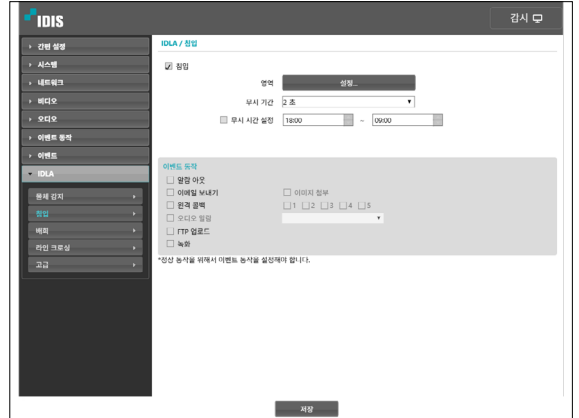 IDIS
감시
간편 설정
시스템
네트워크
비디오
오디오
이벤트 동작
이벤트
IDLA
물체 감지
침입
배회
라인 크로싱
고급
IDLA / 침입
침입
영역 설정...
무시 기간 2 초
무시 시간 설정 18:00 ~ 09:00
이벤트 동작
알람 아웃
이메일 보내기 이미지 첨부
원격 콜백 1 2 3 4 5
오디오 알람
FTP 업로드
녹화
*정상 동작을 위해서 이벤트 동작을 설정해야 합니다.
저장